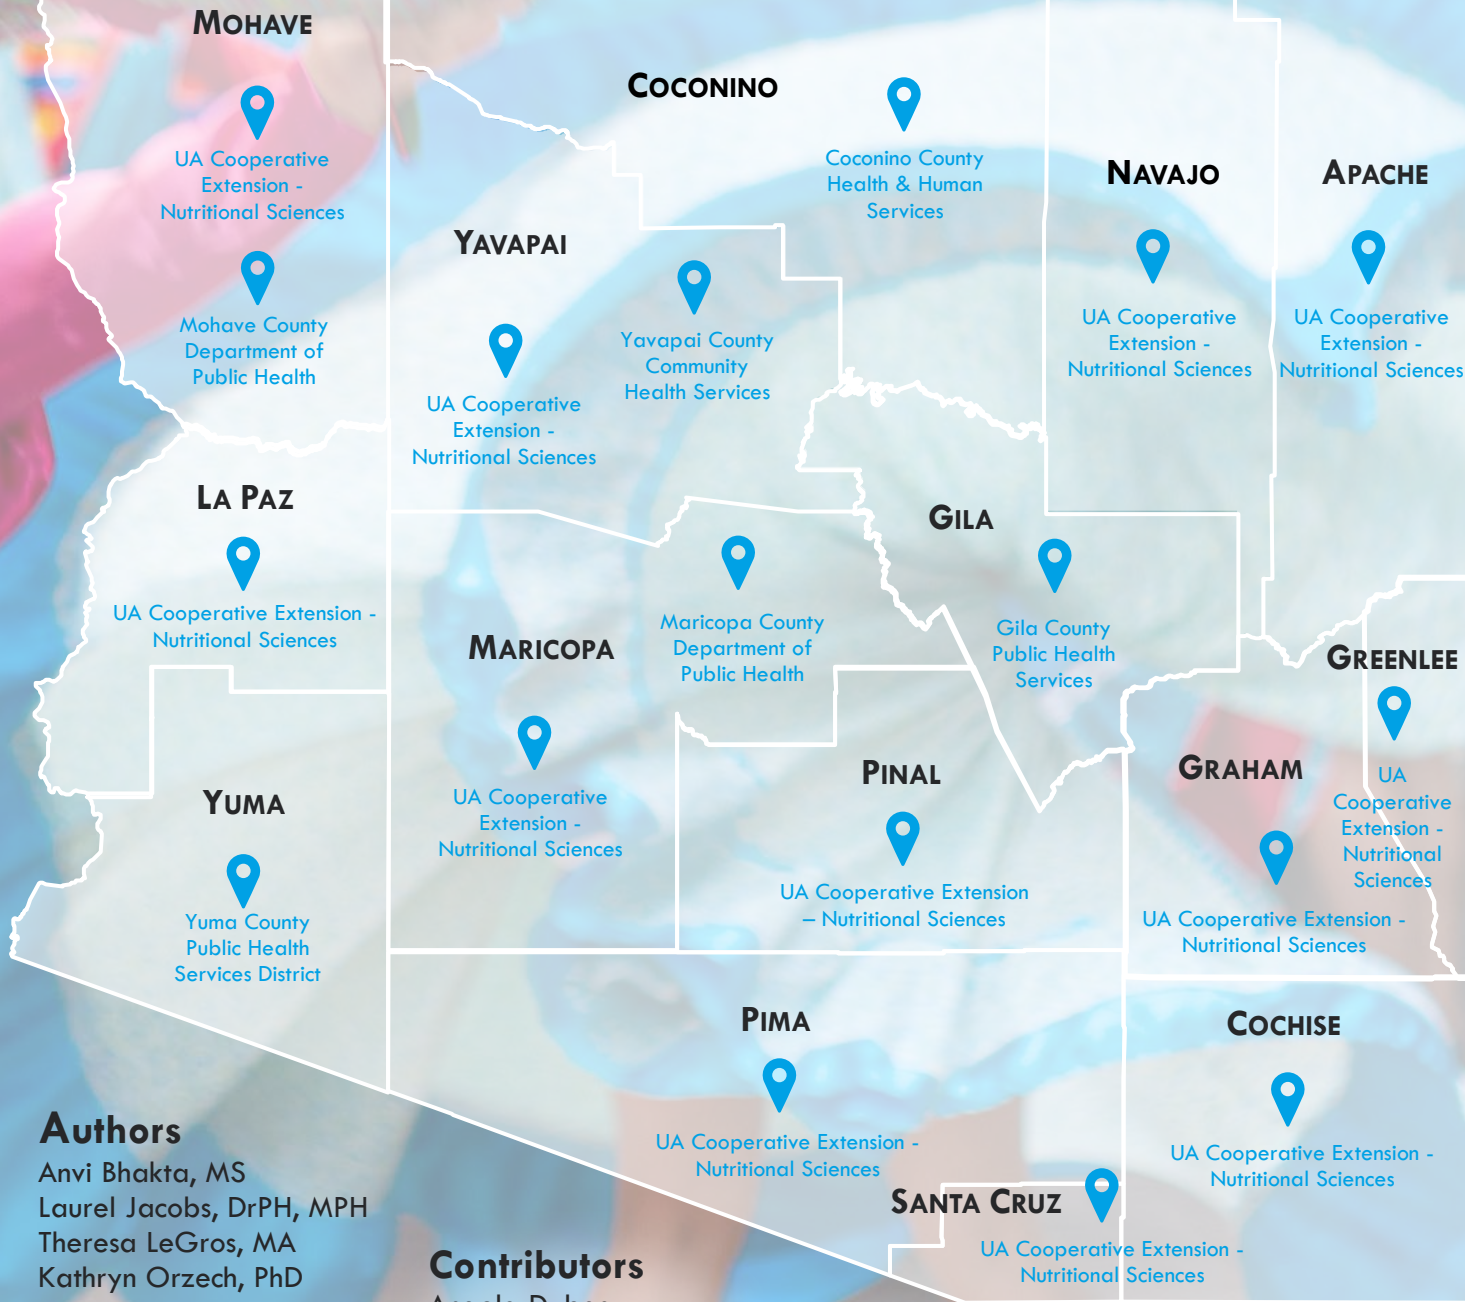 MOHAVE
UA Cooperative
Extension -
Nutritional Sciences
Mohave County
Department of
Public Health
COCONINO
Coconino County
Health & Human
Services
NAVAJO
UA Cooperative
Extension -
Nutritional Sciences
APACHE
UA Cooperative
Extension -
Nutritional Sciences
YAVAPAI
UA Cooperative
Extension -
Nutritional Sciences
Yavapai County
Community
Health Services
LA PAZ
UA Cooperative Extension -
Nutritional Sciences
GILA
Gila County
Public Health
Services
MARICOPA
Maricopa County
Department of
Public Health
UA Cooperative
Extension -
Nutritional Sciences
GREENLEE
UA
Cooperative
Extension -
Nutritional
Sciences
GRAHAM
UA Cooperative Extension -
Nutritional Sciences
PINAL
UA Cooperative Extension
– Nutritional Sciences
YUMA
Yuma County
Public Health
Services District
PIMA
UA Cooperative Extension -
Nutritional Sciences
COCHISE
UA Cooperative Extension -
Nutritional Sciences
SANTA CRUZ
UA Cooperative Extension -
Nutritional Sciences
Authors
Anvi Bhakta, MS
Laurel Jacobs, DrPH, MPH
Theresa LeGros, MA
Kathryn Orzech, PhD
Contributors